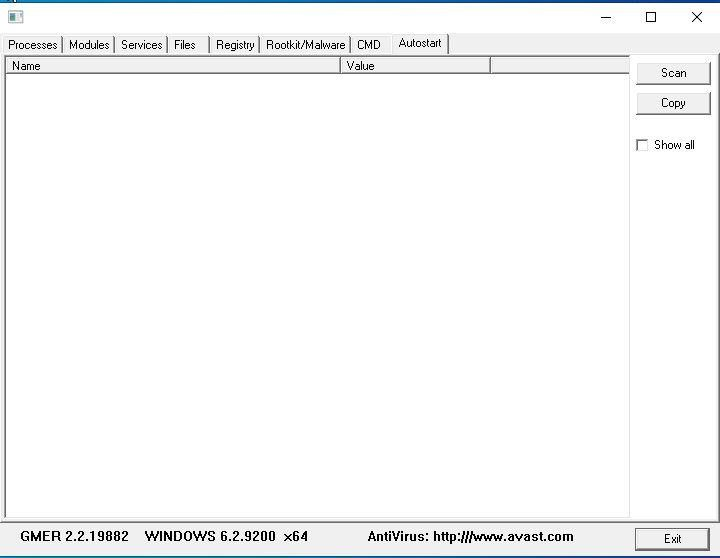 Processes Modules Services Files Registry Rootkit/Malware CMD Autostart
Name Value
Scan
Copy
Show all
GMER 2.2.19882 WINDOWS 6.2.9200 x64 AntiVirus: http:///www.avast.com Exit